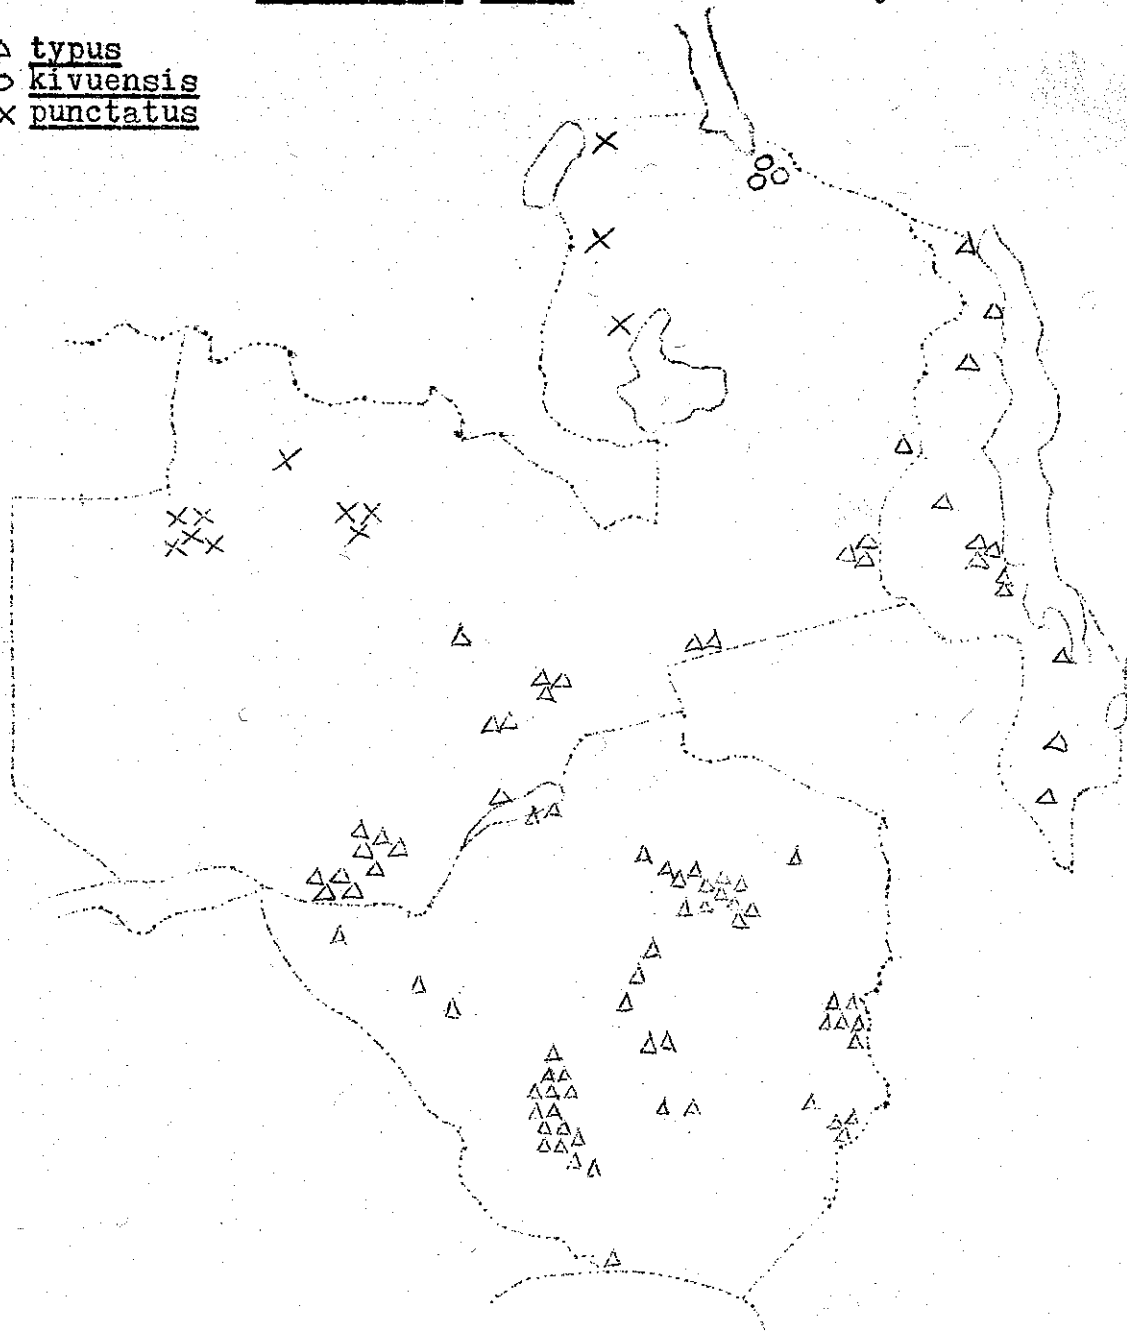 △ typus
○ kivuensis
× punctatus